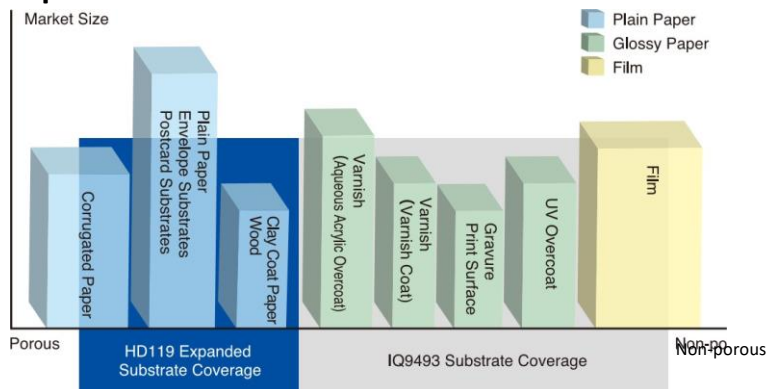 Market Size
Plain Paper
Glossy Paper
Film
Corrugated Paper
Plain Paper
Envelope Substrates
Postcard Substrates
Clay Coat Paper
Wood
Varnish
(Aqueous Acrylic Overcoat)
Varnish
(Varnish Coat)
Gravure
Print Surface
UV Overcoat
Film
Porous
Non-po
Non-porous
HD119 Expanded
Substrate Coverage
IQ9493 Substrate Coverage